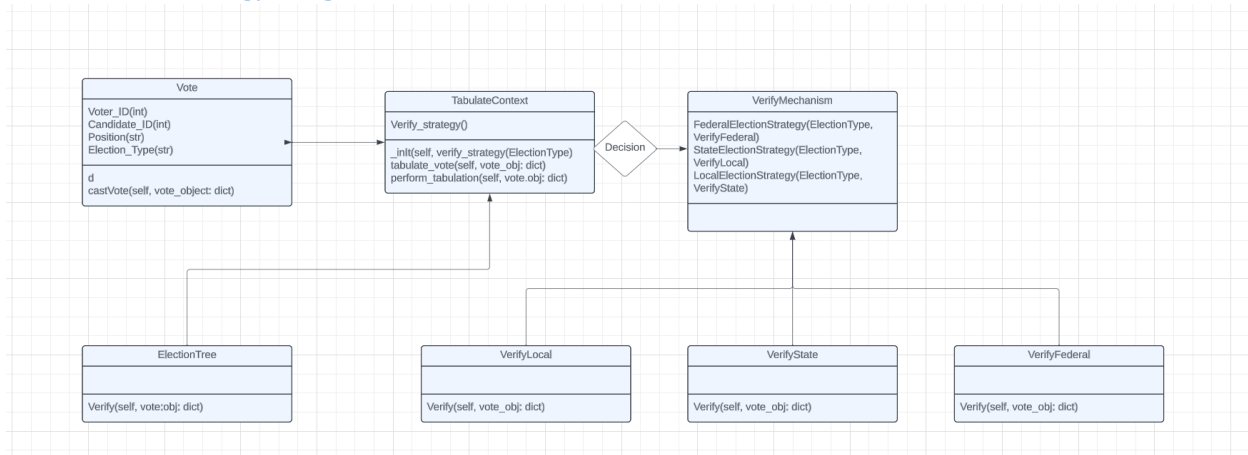 Vote
Voter_ID(int)
Candidate_ID(int)
Position(str)
Election_Type(str)
d
castVote(self, vote_object: dict)
TabulateContext
Verify_strategy()
_inIt(self, verify_strategy(ElectionType)
tabulate_vote(self, vote_obj: dict)
perform_tabulation(self, vote.obj: dict)
Decision
VerifyMechanism
FederalElectionStrategy(ElectionType,
VerifyFederal)
StateElectionStrategy(ElectionType,
VerifyLocal)
LocalElectionStrategy(ElectionType,
VerifyState)
ElectionTree
Verify(self, vote:obj: dict)
VerifyLocal
Verify(self, vote_obj: dict)
VerifyState
Verify(self, vote_obj: dict)
VerifyFederal
Verify(self, vote_obj: dict)